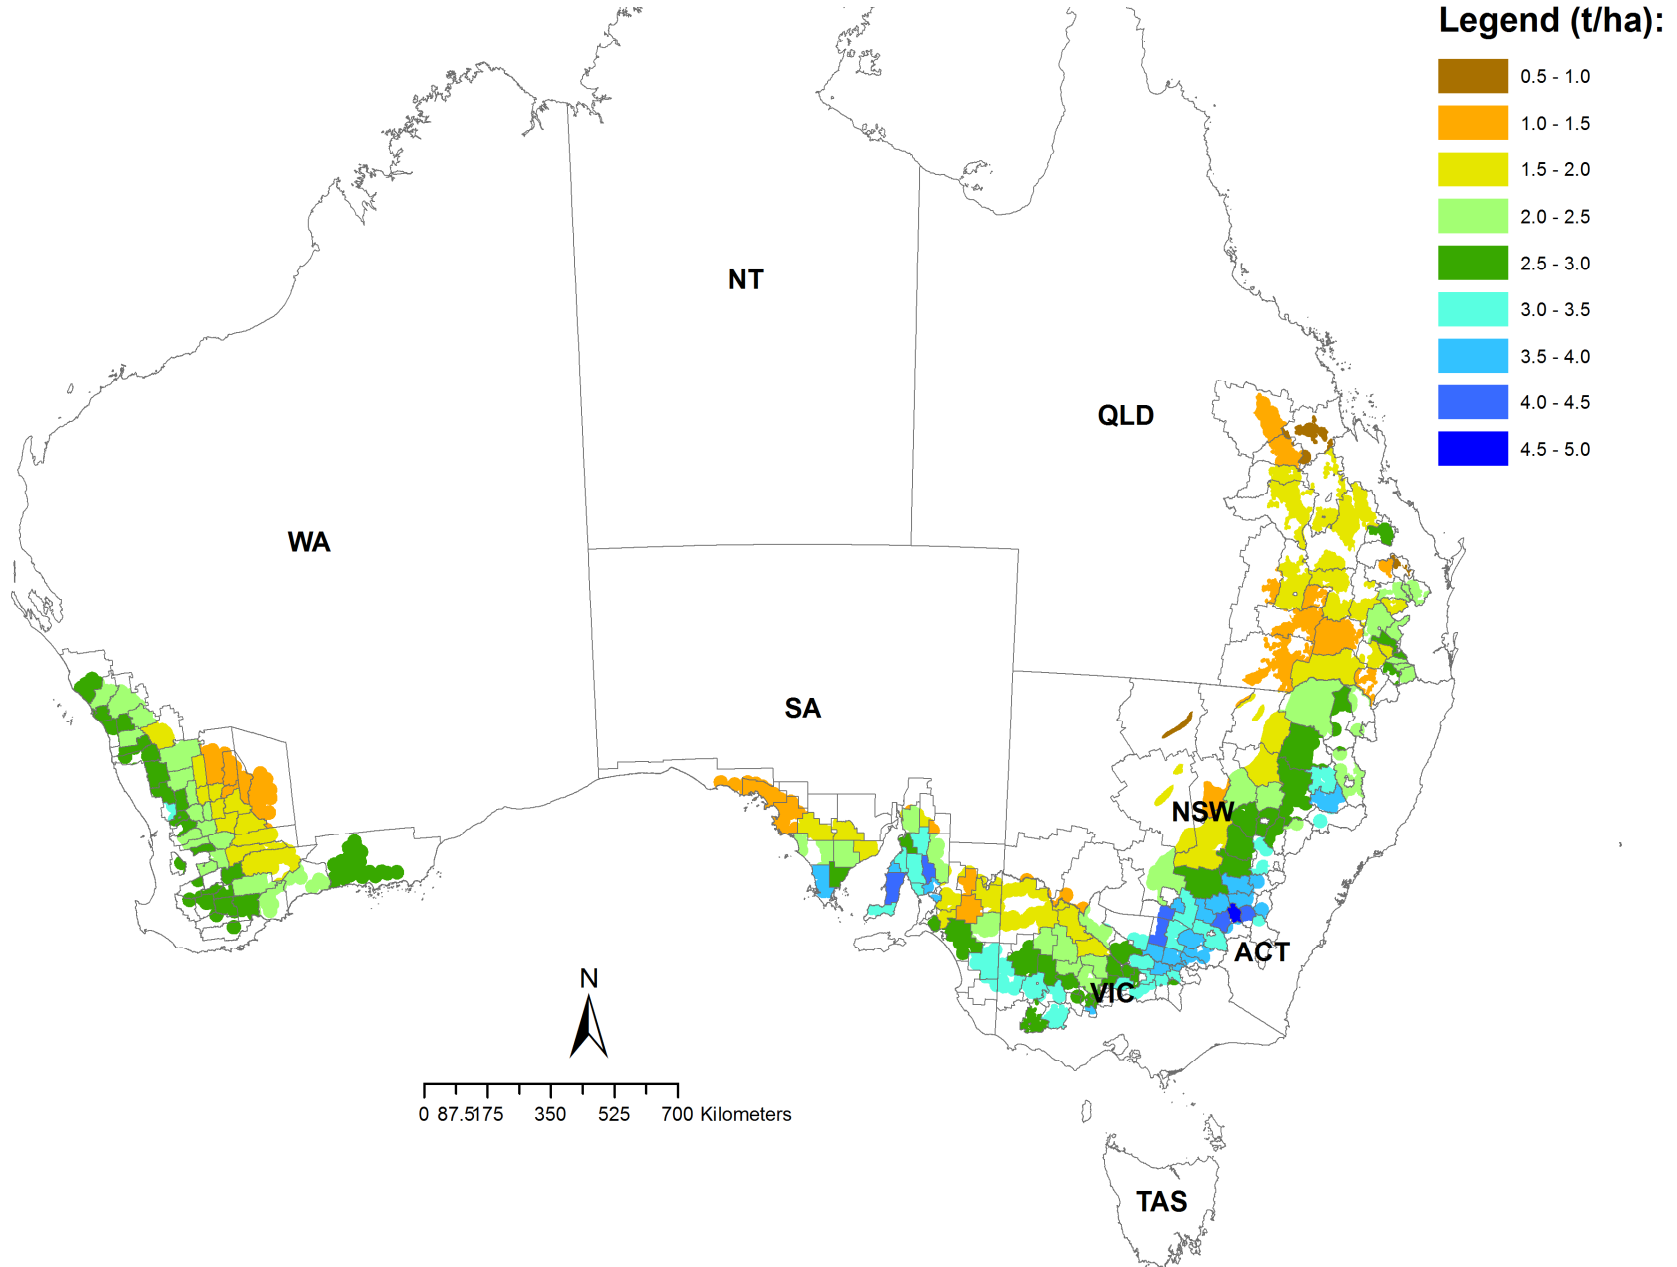 Legend (t/ha):
0.5 - 1.0
1.0 - 1.5
1.5 - 2.0
2.0 - 2.5
2.5 - 3.0
3.0 - 3.5
3.5 - 4.0
4.0 - 4.5
4.5 - 5.0
NT
QLD
WA
SA
NSW
ACT
VIC
N
0 87.5175 350 525 700 Kilometers
TAS